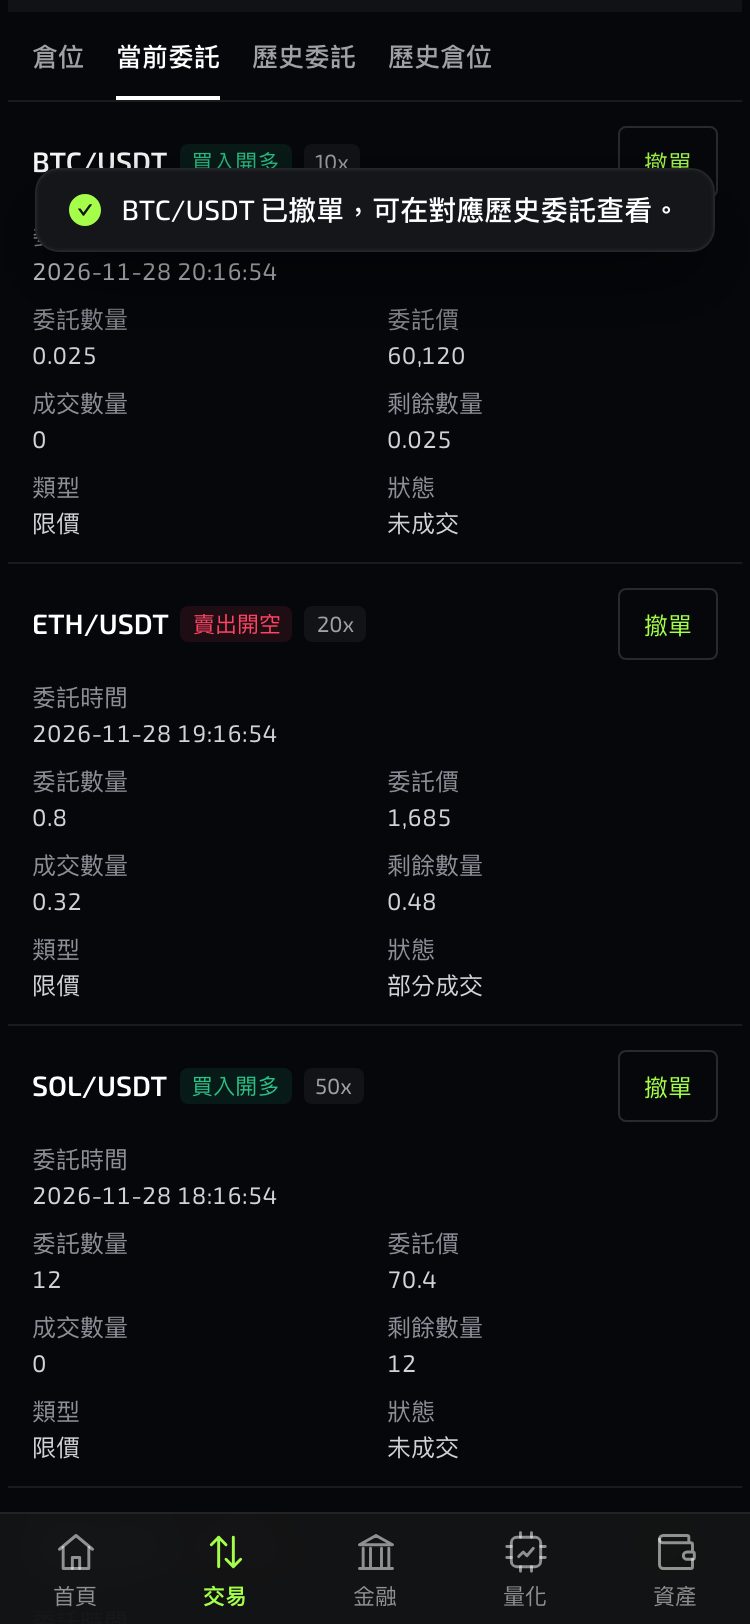 倉位 當前委託 歷史委託 歷史倉位
BTC/USDT 買入開多 10x 撤單
BTC/USDT 已撤單，可在對應歷史委託查看。
2026-11-28 20:16:54
委託數量 委託價
0.025 60,120
成交數量 剩餘數量
0 0.025
類型 狀態
限價 未成交
ETH/USDT 賣出開空 20x 撤單
委託時間
2026-11-28 19:16:54
委託數量 委託價
0.8 1,685
成交數量 剩餘數量
0.32 0.48
類型 狀態
限價 部分成交
SOL/USDT 買入開多 50x 撤單
委託時間
2026-11-28 18:16:54
委託數量 委託價
12 70.4
成交數量 剩餘數量
0 12
類型 狀態
限價 未成交
首頁 交易 金融 量化 資產